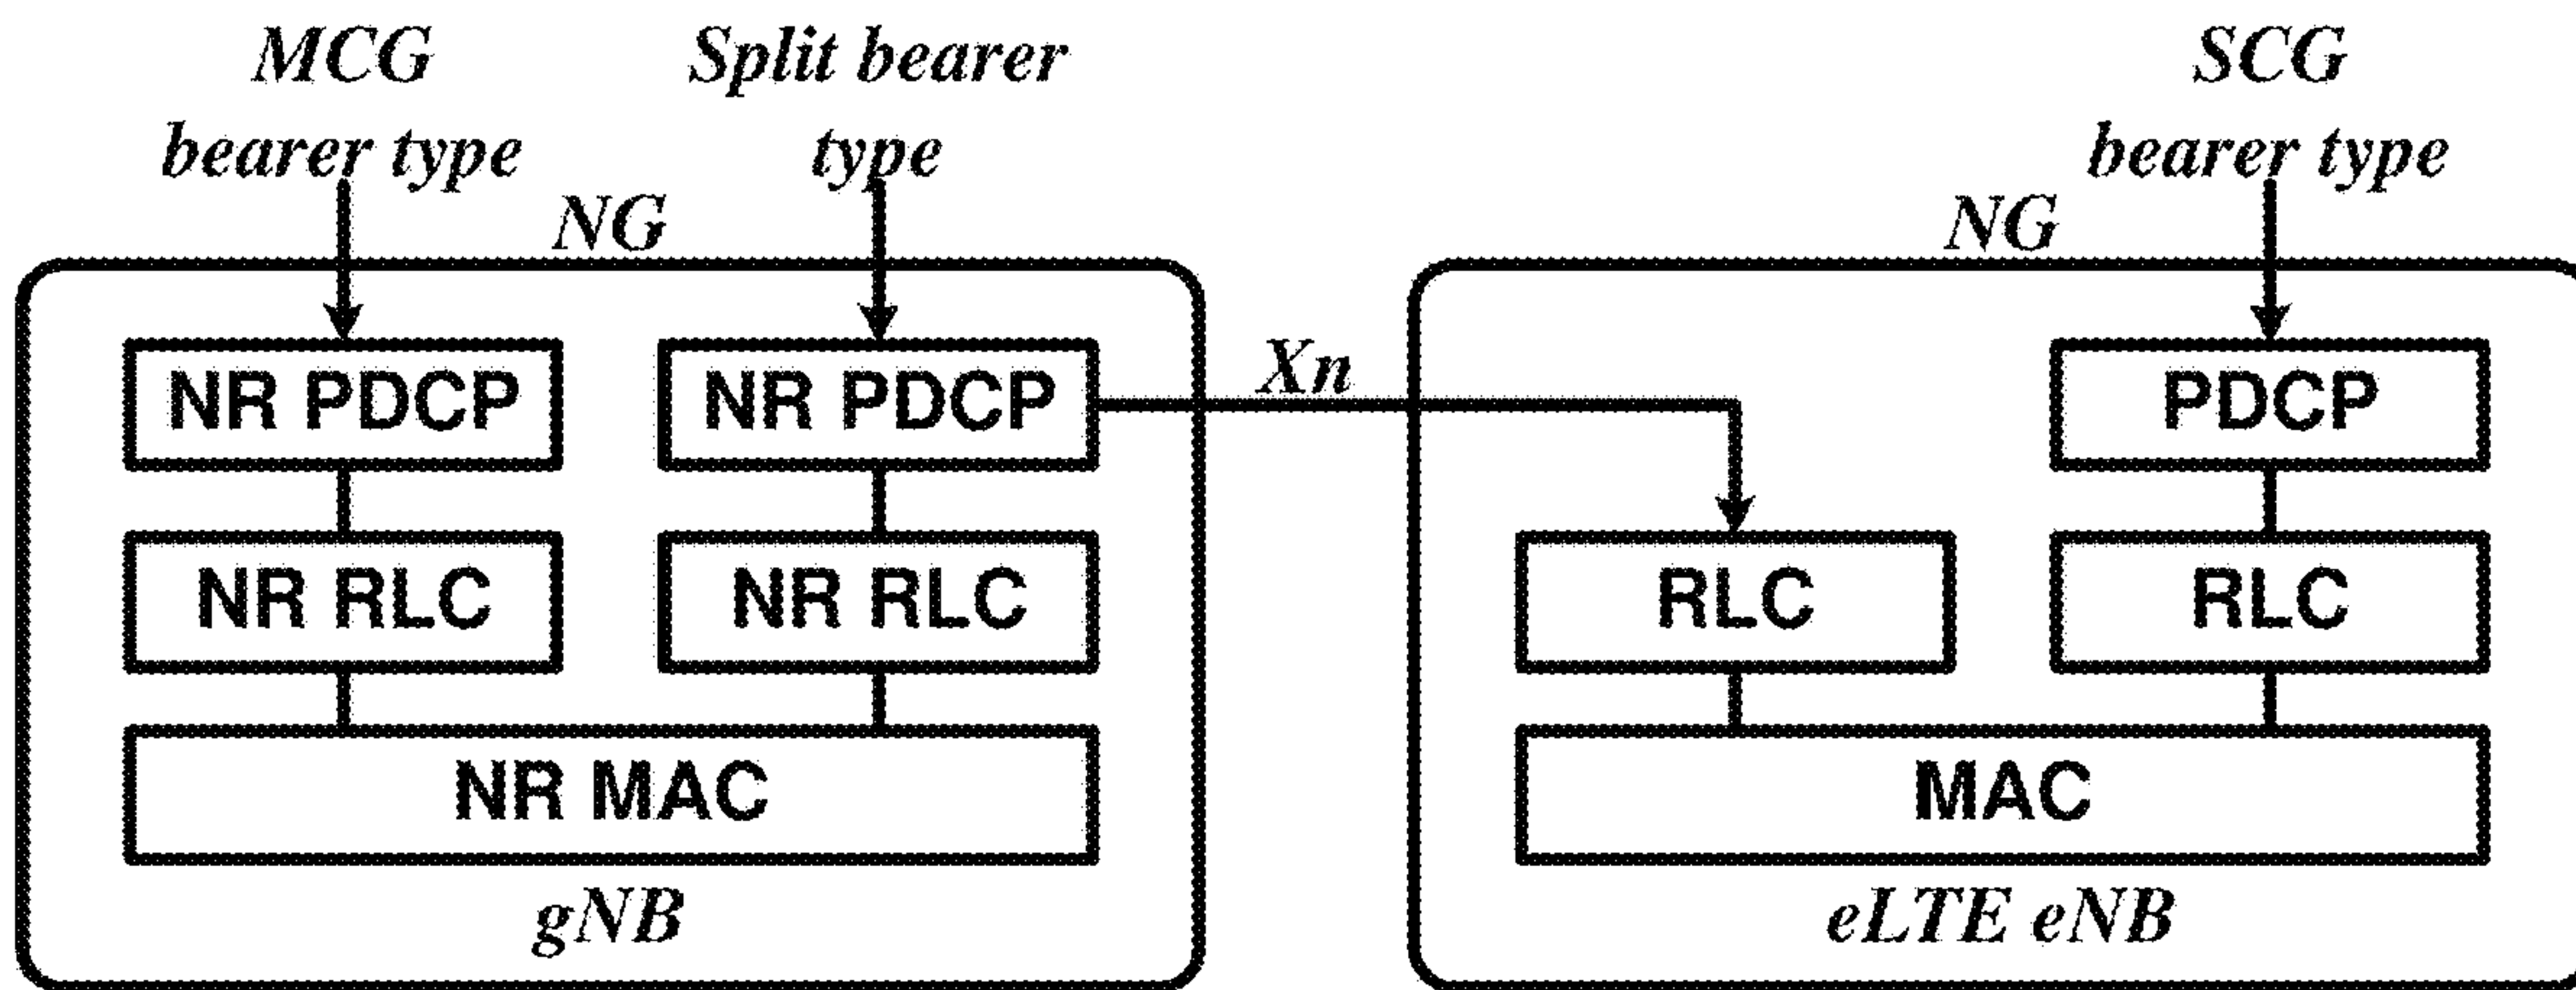 MCG
bearer type
Split bearer
type
SCG
bearer type
NG
NG
Xn
NR PDCP
NR PDCP
PDCP
NR RLC
NR RLC
RLC
RLC
NR MAC
MAC
gNB
eLTE eNB